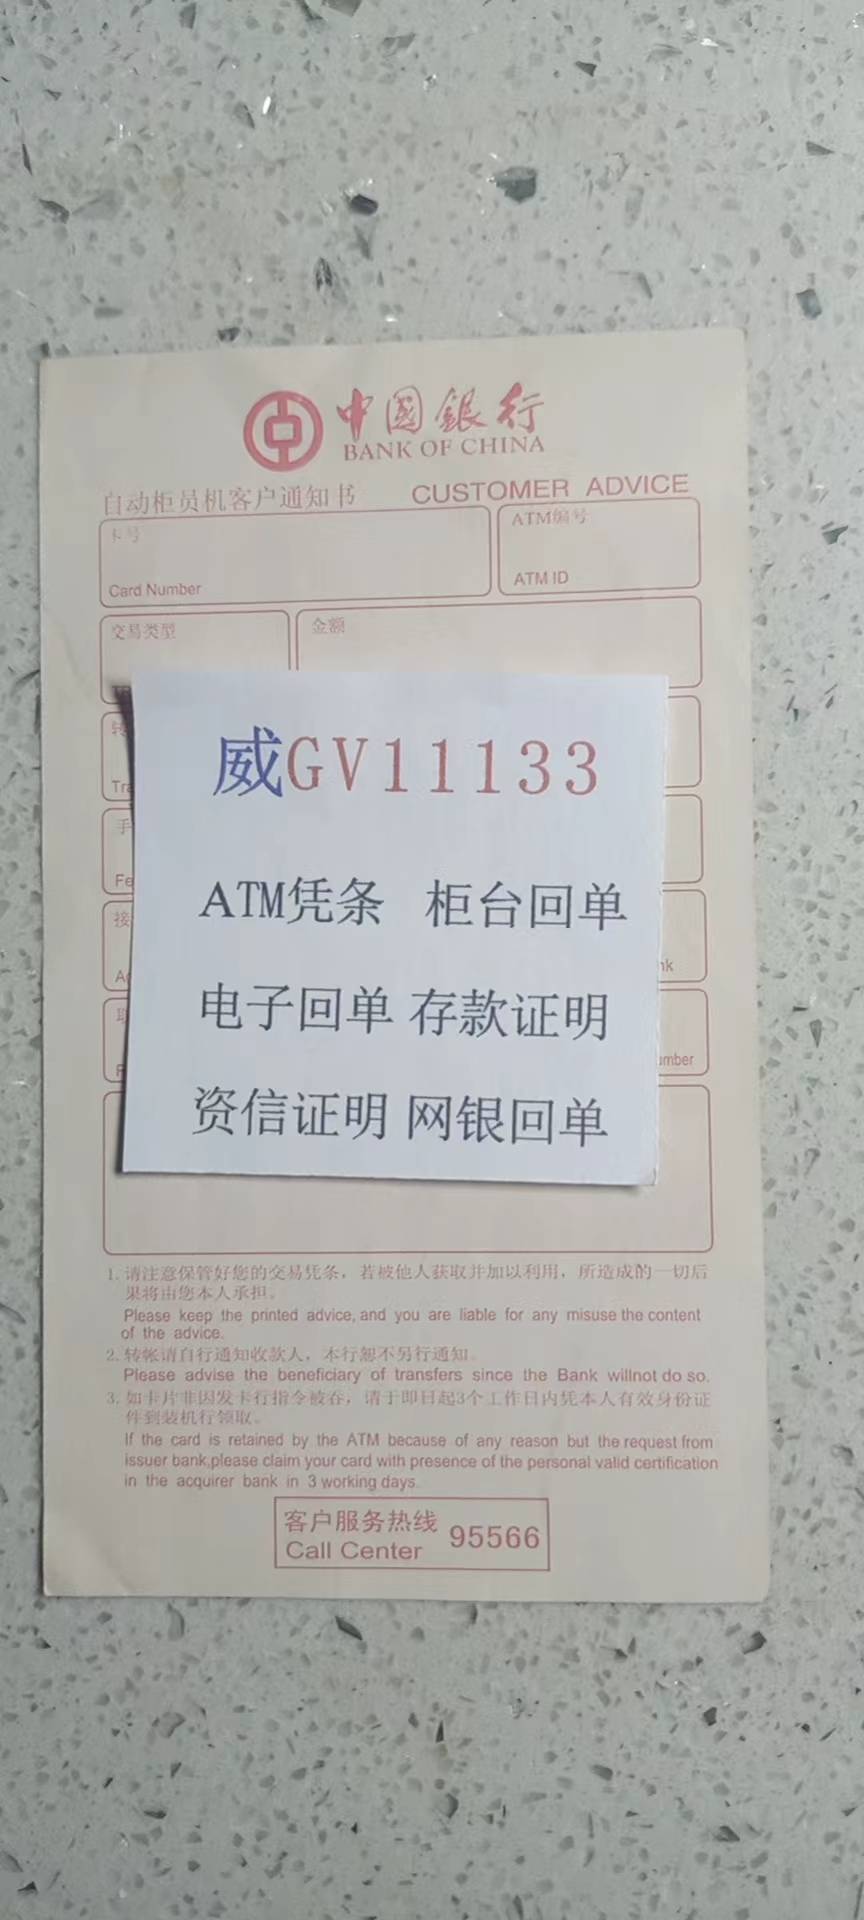 中國銀行
BANK OF CHINA
自动柜员机客户通知书 CUSTOMER ADVICE
卡号
Card Number
ATM编号
ATM ID
交易类型
金额
转
Tra
手
Fe
接
nk
umber
威GV11133
ATM凭条 柜台回单
电子回单 存款证明
资信证明 网银回单
1. 请注意保管好您的交易凭条，若被他人获取并加以利用，所造成的一切后
果将由您本人承担。
Please keep the printed advice, and you are liable for any misuse the content
of the advice.
2. 转帐请自行通知收款人，本行恕不另行通知。
Please advise the beneficiary of transfers since the Bank willnot do so.
3. 如卡片非因发卡行指令被吞，请于即日起3个工作日内凭本人有效身份证
件到装机行领取。
If the card is retained by the ATM because of any reason but the request from
issuer bank,please claim your card with presence of the personal valid certification
in the acquirer bank in 3 working days.
客户服务热线 95566
Call Center